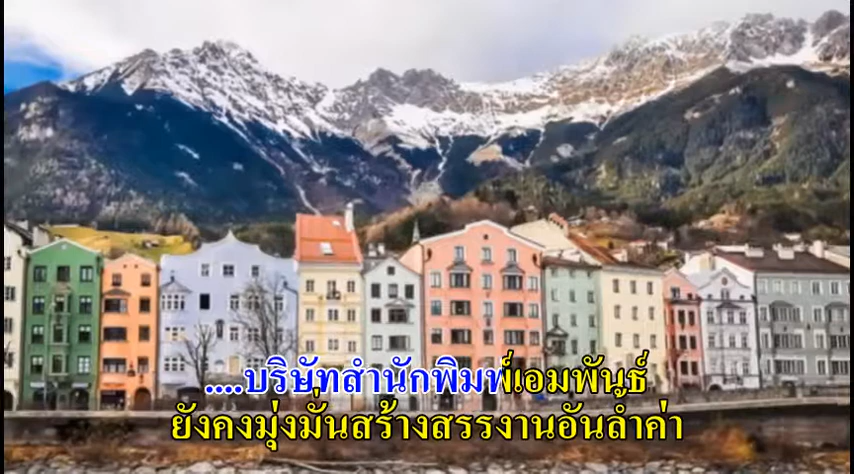 ....บริษัทสำนักพิมพ์เอมพันธ์
ยังคงมุ่งมั่นสร้างสรรงานอันล้ำค่า